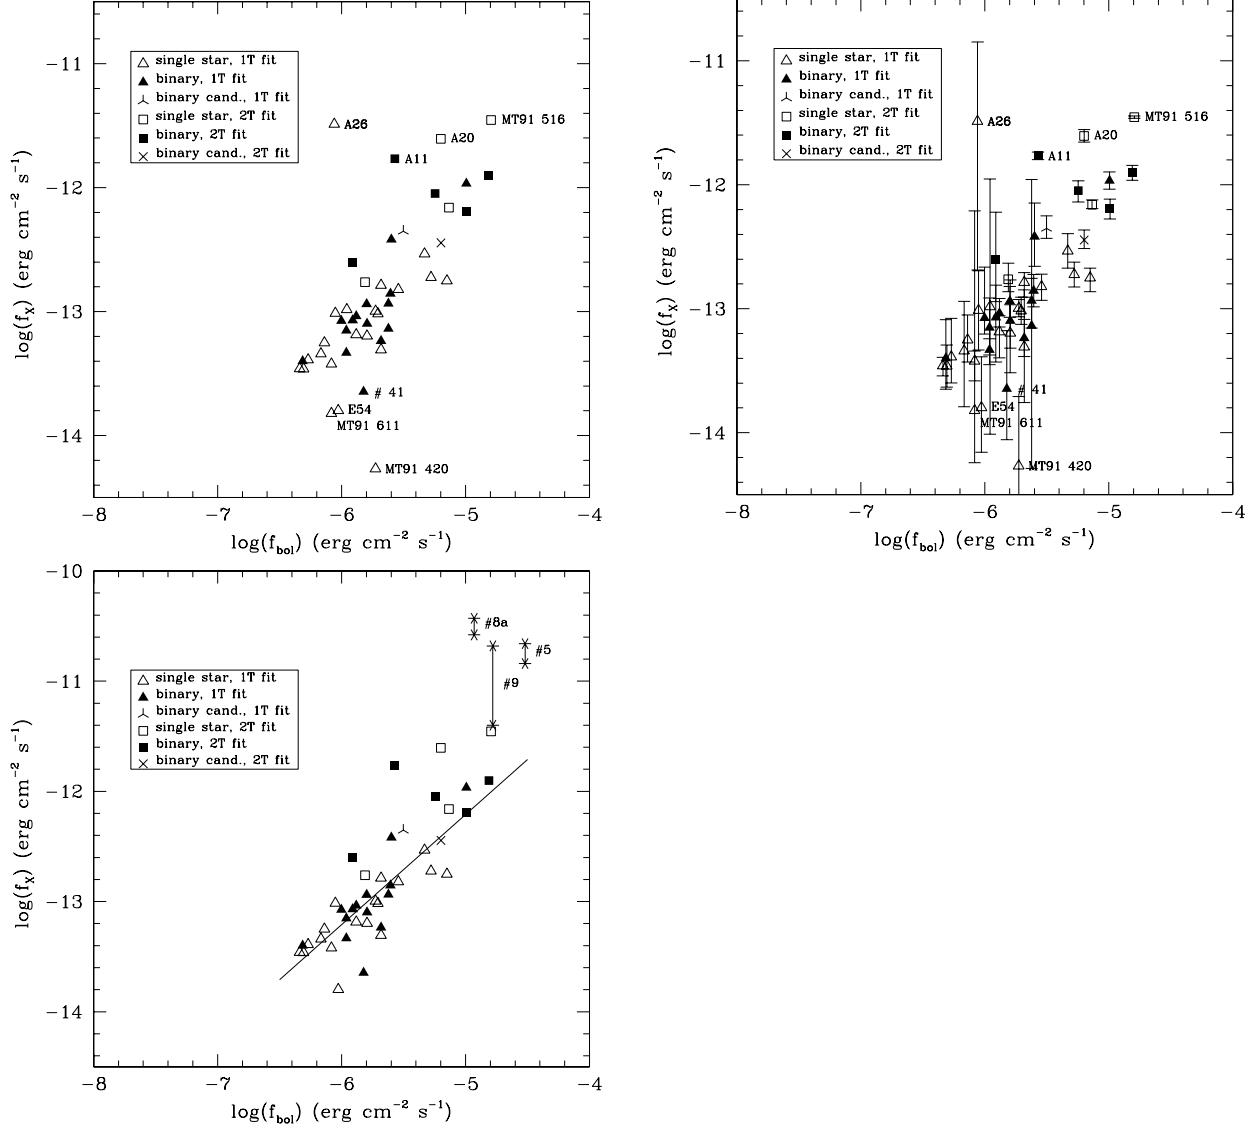 −11
−12
−13
−14
log(f_X) (erg cm^−2 s^−1)
single star, 1T fit
binary, 1T fit
binary cand., 1T fit
single star, 2T fit
binary, 2T fit
binary cand., 2T fit
A26
MT91 516
A20
A11
# 41
E54
MT91 611
MT91 420
−8
−7
−6
−5
−4
log(f_bol) (erg cm^−2 s^−1)
−11
−12
−13
−14
log(f_X) (erg cm^−2 s^−1)
single star, 1T fit
binary, 1T fit
binary cand., 1T fit
single star, 2T fit
binary, 2T fit
binary cand., 2T fit
A26
MT91 516
A20
A11
# 41
E54
MT91 611
MT91 420
−8
−7
−6
−5
−4
log(f_bol) (erg cm^−2 s^−1)
−10
−11
−12
−13
−14
log(f_X) (erg cm^−2 s^−1)
single star, 1T fit
binary, 1T fit
binary cand., 1T fit
single star, 2T fit
binary, 2T fit
binary cand., 2T fit
#8a
#5
#9
−8
−7
−6
−5
−4
log(f_bol) (erg cm^−2 s^−1)